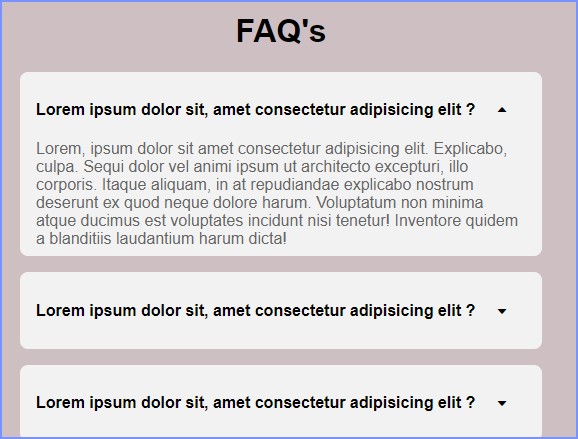 FAQ's
Lorem ipsum dolor sit, amet consectetur adipisicing elit ?
Lorem, ipsum dolor sit amet consectetur adipisicing elit. Explicabo,
culpa. Sequi dolor vel animi ipsum ut architecto excepturi, illo
corporis. Itaque aliquam, in at repudiandae explicabo nostrum
deserunt ex quod neque dolore harum. Voluptatum non minima
atque ducimus est voluptates incidunt nisi tenetur! Inventore quidem
a blanditiis laudantium harum dicta!
Lorem ipsum dolor sit, amet consectetur adipisicing elit ?
Lorem ipsum dolor sit, amet consectetur adipisicing elit ?